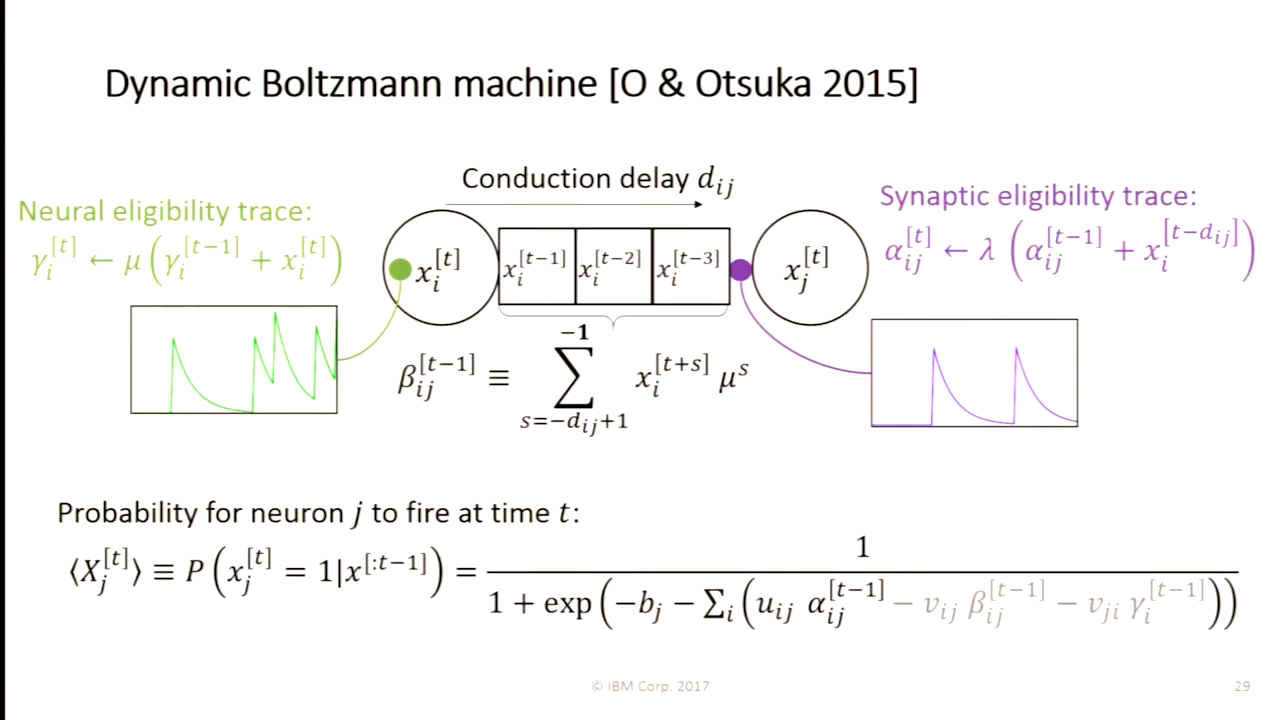 Dynamic Boltzmann machine [O & Otsuka 2015]
Conduction delay d_{ij}
Neural eligibility trace:
γ_i^{[t]} ← μ(γ_i^{[t−1]} + x_i^{[t]})
Synaptic eligibility trace:
α_{ij}^{[t]} ← λ(α_{ij}^{[t−1]} + x_i^{[t−d_{ij}]})
x_i^{[t]} x_i^{[t−1]} x_i^{[t−2]} x_i^{[t−3]} x_j^{[t]}
β_{ij}^{[t−1]} ≡ ∑_{s=−d_{ij}+1}^{−1} x_i^{[t+s]} μ^s
Probability for neuron j to fire at time t:
⟨X_j^{[t]}⟩ ≡ P(x_j^{[t]} = 1|x^{[:t−1]}) = 1 / (1 + exp(−b_j − ∑_i(u_{ij} α_{ij}^{[t−1]} − v_{ij} β_{ij}^{[t−1]} − v_{ji} γ_i^{[t−1]})))
© IBM Corp. 2017
29